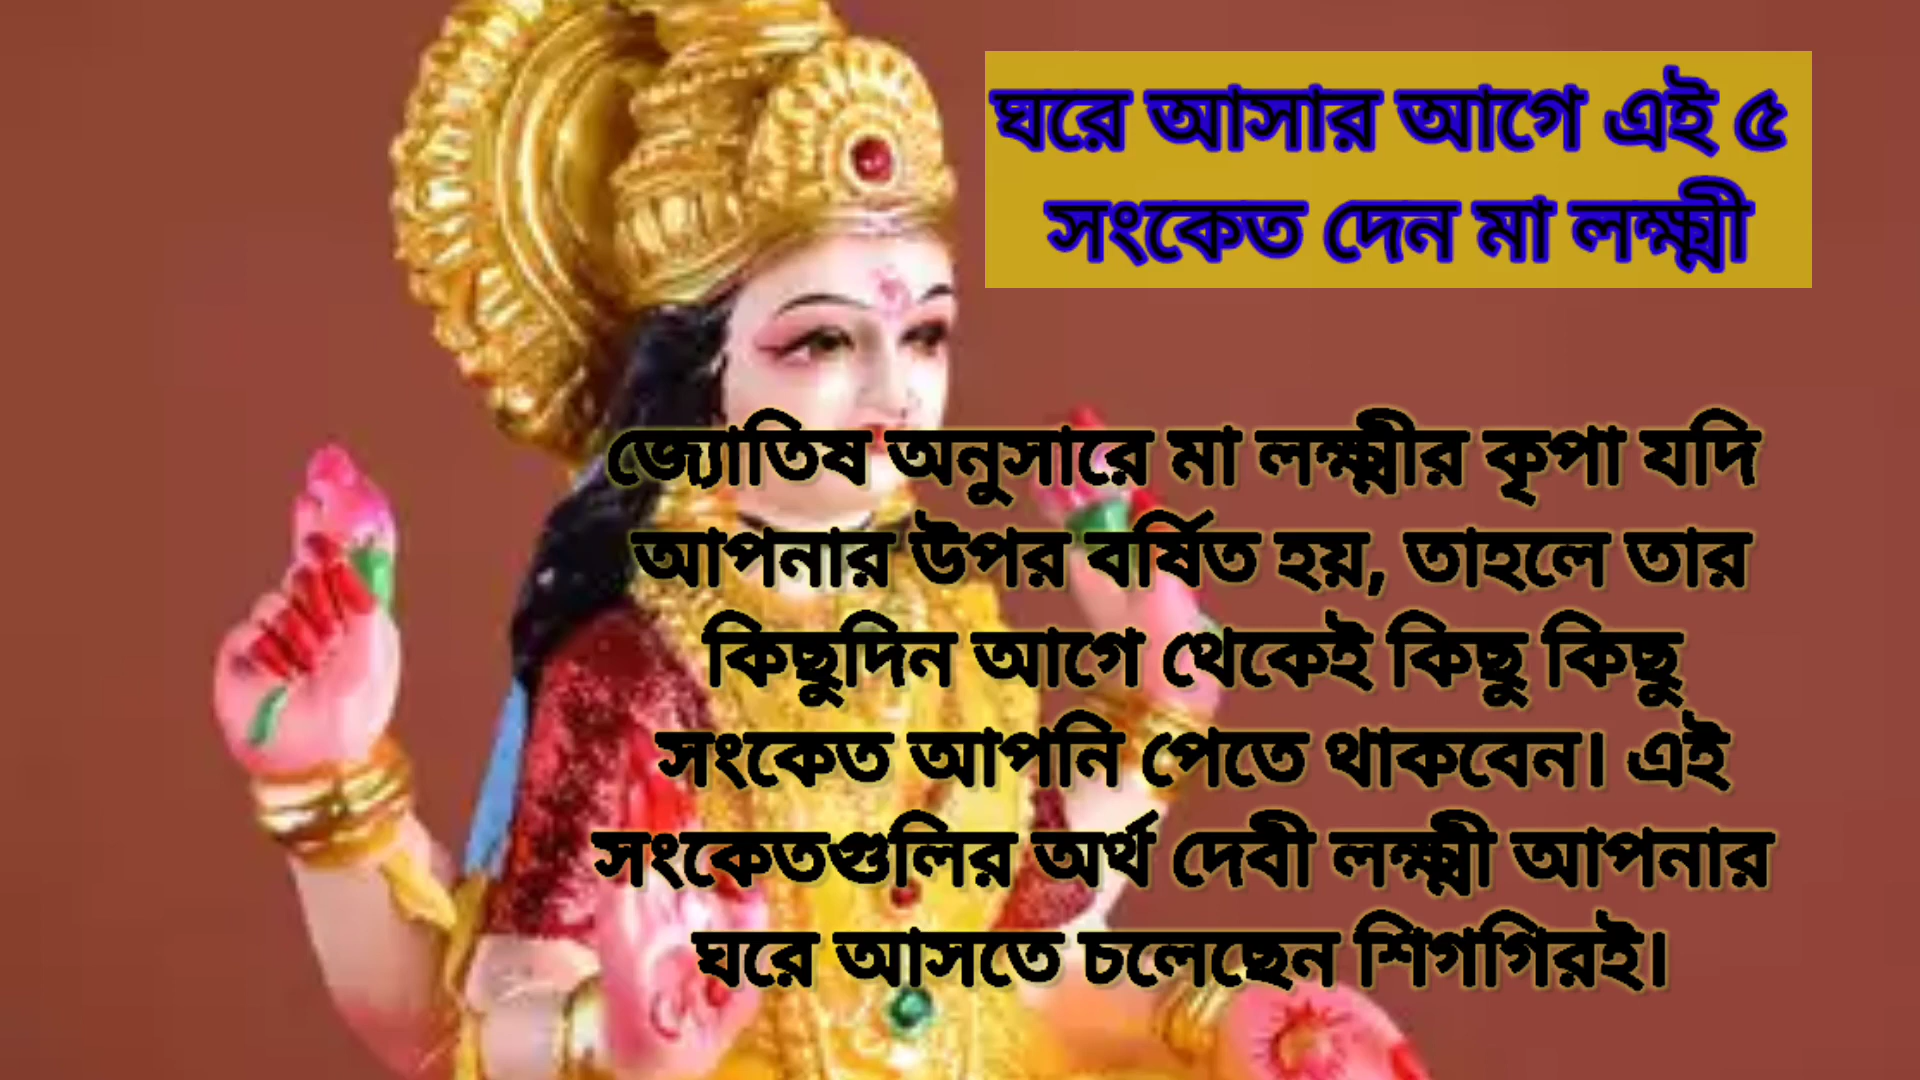 ঘরে আসার আগে এই ৫
সংকেত দেন মা লক্ষ্মী
জ্যোতিষ অনুসারে মা লক্ষ্মীর কৃপা যদি
আপনার উপর বর্ষিত হয়, তাহলে তার
কিছুদিন আগে থেকেই কিছু কিছু
সংকেত আপনি পেতে থাকবেন। এই
সংকেতগুলির অর্থ দেবী লক্ষ্মী আপনার
ঘরে আসতে চলেছেন শিগগিরই।